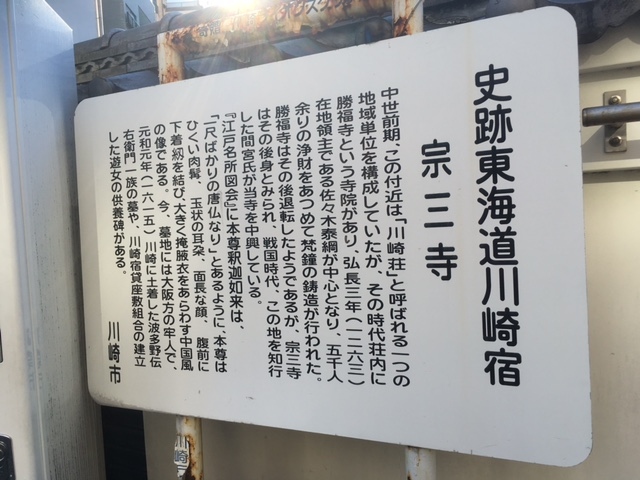 史跡東海道川崎宿
宗三寺
中世前期、この付近は「川崎荘」と呼ばれる一つの
地域単位を構成していたが、その時代荘内に
勝福寺という寺院があり、弘長三年(一二六三)
在地領主である佐々木泰綱が中心となり、五千人
余りの浄財をあつめて梵鐘の鋳造が行われた。
勝福寺はその後退転したようであるが、宗三寺
はその後身とみられ、戦国時代、この地を知行
した間宮氏が当寺を中興している。
『江戸名所図会』に本尊釈迦如来は、
「一尺ばかりの唐仏なり」とあるように、本尊は
ひくい肉髻、玉状の耳朶、面長な顔、腹前に
下着紐を結び大きく掩腋衣をあらわす中国風
の像である。今、墓地には大阪方の牢人で、
元和元年(一六一五)川崎に土着した波多野伝
右衛門一族の墓や、川崎宿貸座敷組合の建立
した遊女の供養碑がある。
川崎市